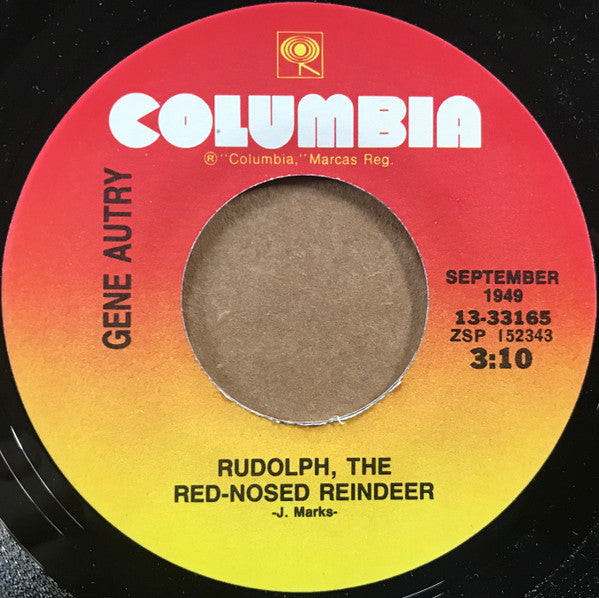 COLUMBIA
® "Columbia," Marcas Reg.
GENE AUTRY
SEPTEMBER
1949
13-33165
ZSP 152343
3:10
RUDOLPH, THE
RED-NOSED REINDEER
-J. Marks-